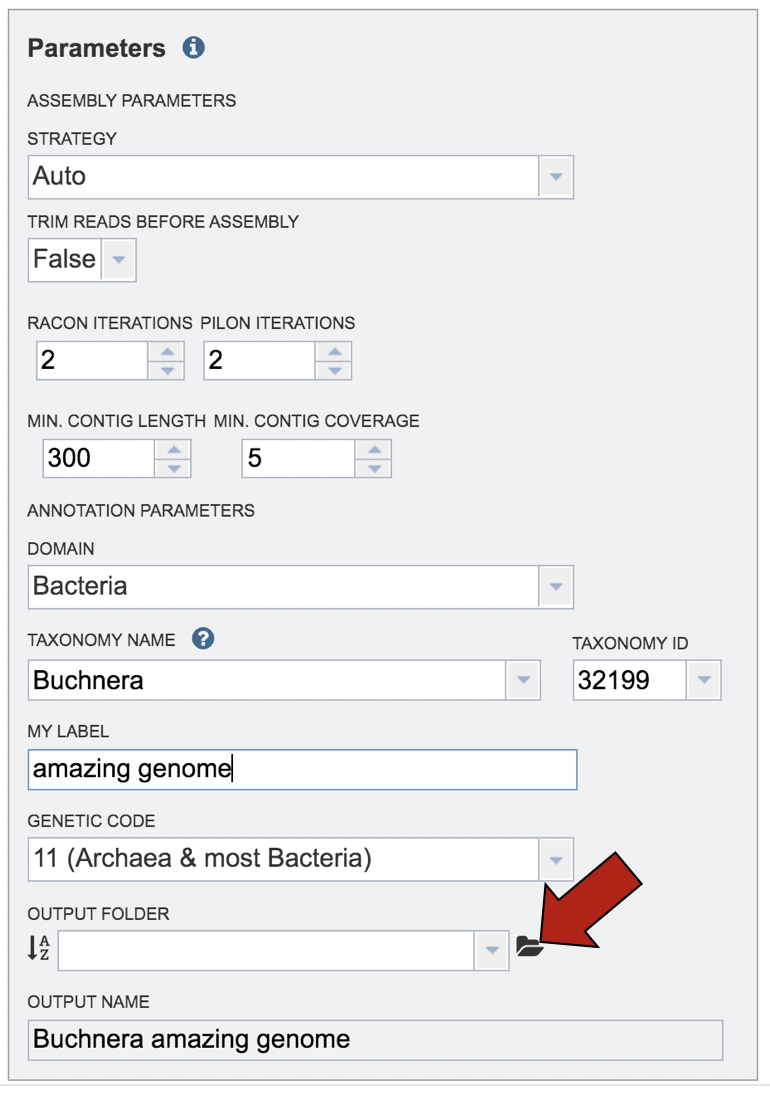 Parameters
ASSEMBLY PARAMETERS
STRATEGY
Auto
TRIM READS BEFORE ASSEMBLY
False
RACON ITERATIONS PILON ITERATIONS
2 2
MIN. CONTIG LENGTH MIN. CONTIG COVERAGE
300 5
ANNOTATION PARAMETERS
DOMAIN
Bacteria
TAXONOMY NAME ? TAXONOMY ID
Buchnera 32199
MY LABEL
amazing genome
GENETIC CODE
11 (Archaea & most Bacteria)
OUTPUT FOLDER
A
Z
OUTPUT NAME
Buchnera amazing genome